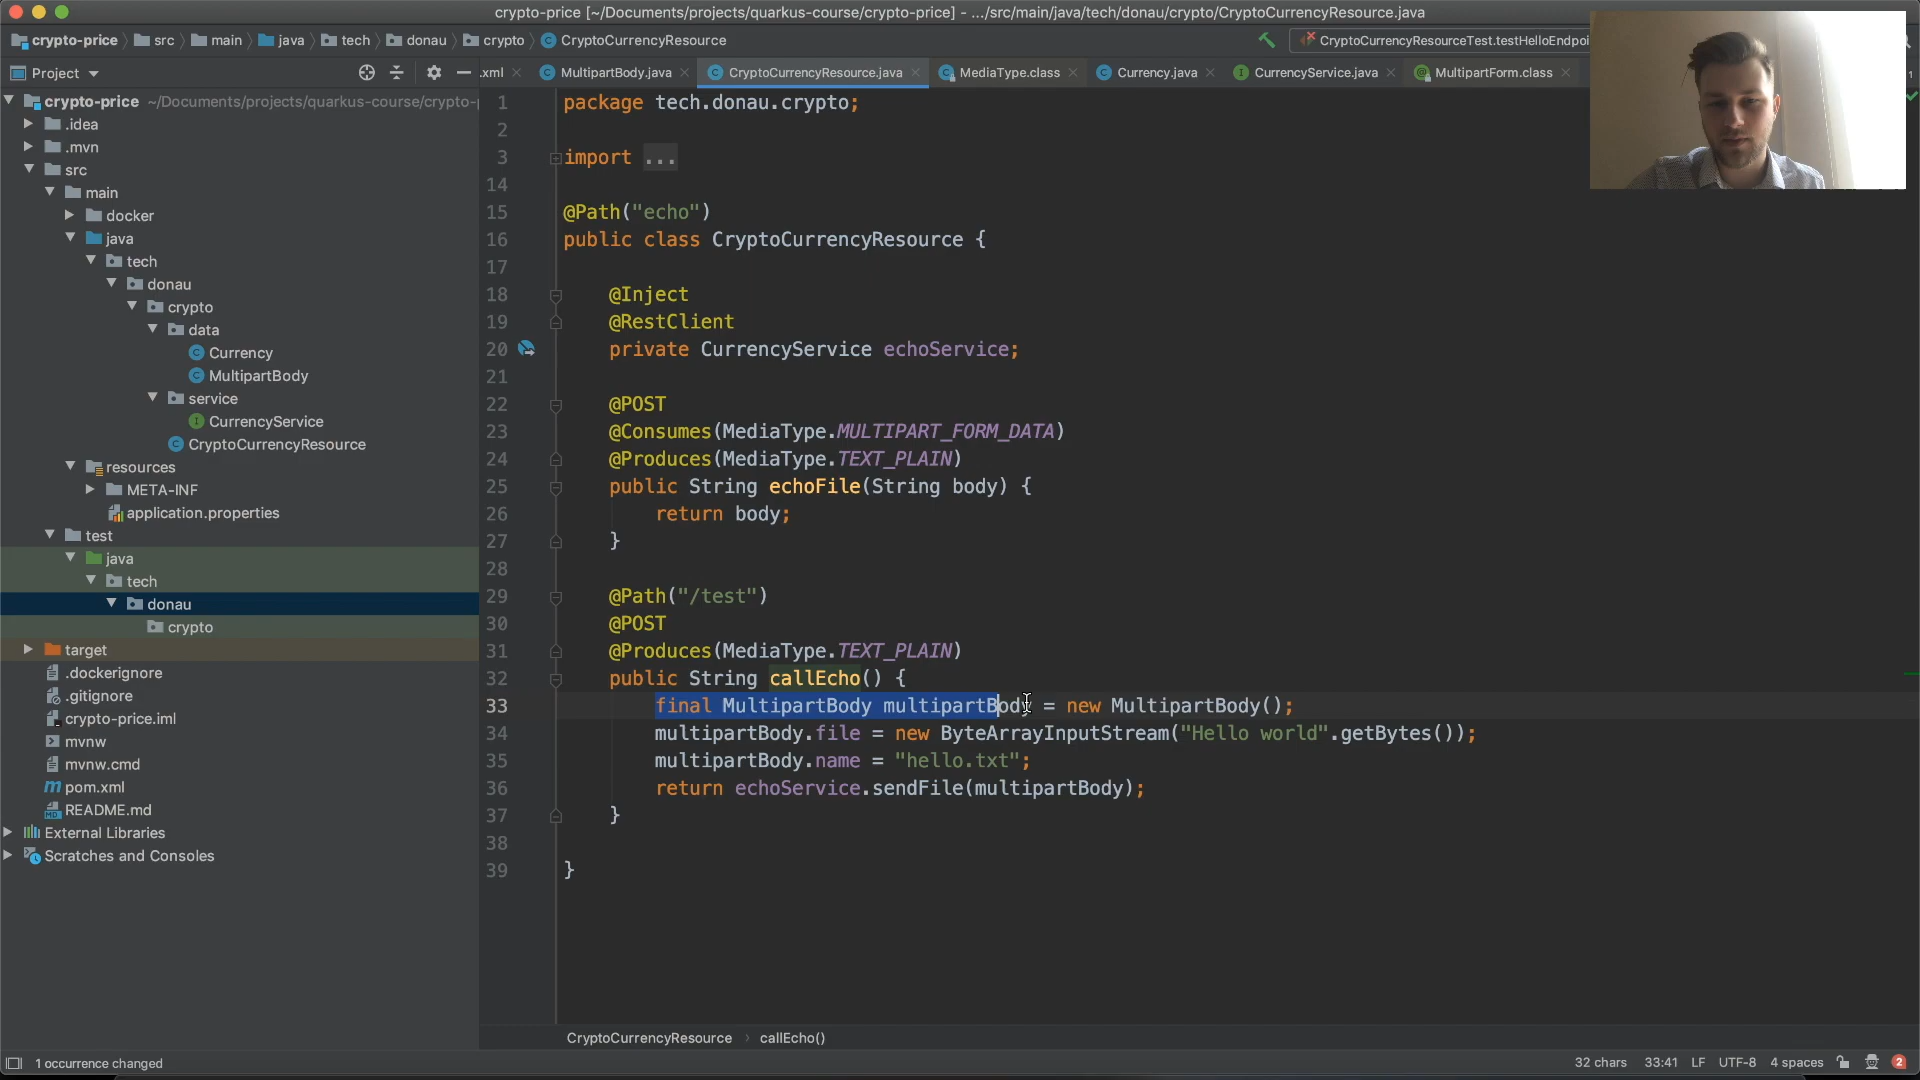 crypto-price [~/Documents/projects/quarkus-course/crypto-price] - .../src/main/java/tech/donau/crypto/CryptoCurrencyResource.java
crypto-price src main java tech donau crypto CryptoCurrencyResource
CryptoCurrencyResourceTest.testHelloEndpoi
Project
.xml MultipartBody.java CryptoCurrencyResource.java MediaType.class Currency.java CurrencyService.java MultipartForm.class
crypto-price ~/Documents/projects/quarkus-course/crypto-
.idea
.mvn
src
main
docker
java
tech
donau
crypto
data
Currency
MultipartBody
service
CurrencyService
CryptoCurrencyResource
resources
META-INF
application.properties
test
java
tech
donau
crypto
target
.dockerignore
.gitignore
crypto-price.iml
mvnw
mvnw.cmd
pom.xml
README.md
External Libraries
Scratches and Consoles
1 package tech.donau.crypto;
2
3 import ...
14
15 @Path("echo")
16 public class CryptoCurrencyResource {
17
18 @Inject
19 @RestClient
20 private CurrencyService echoService;
21
22 @POST
23 @Consumes(MediaType.MULTIPART_FORM_DATA)
24 @Produces(MediaType.TEXT_PLAIN)
25 public String echoFile(String body) {
26 return body;
27 }
28
29 @Path("/test")
30 @POST
31 @Produces(MediaType.TEXT_PLAIN)
32 public String callEcho() {
33 final MultipartBody multipartBody = new MultipartBody();
34 multipartBody.file = new ByteArrayInputStream("Hello world".getBytes());
35 multipartBody.name = "hello.txt";
36 return echoService.sendFile(multipartBody);
37 }
38
39 }
CryptoCurrencyResource callEcho()
1 occurrence changed
32 chars 33:41 LF UTF-8 4 spaces 2